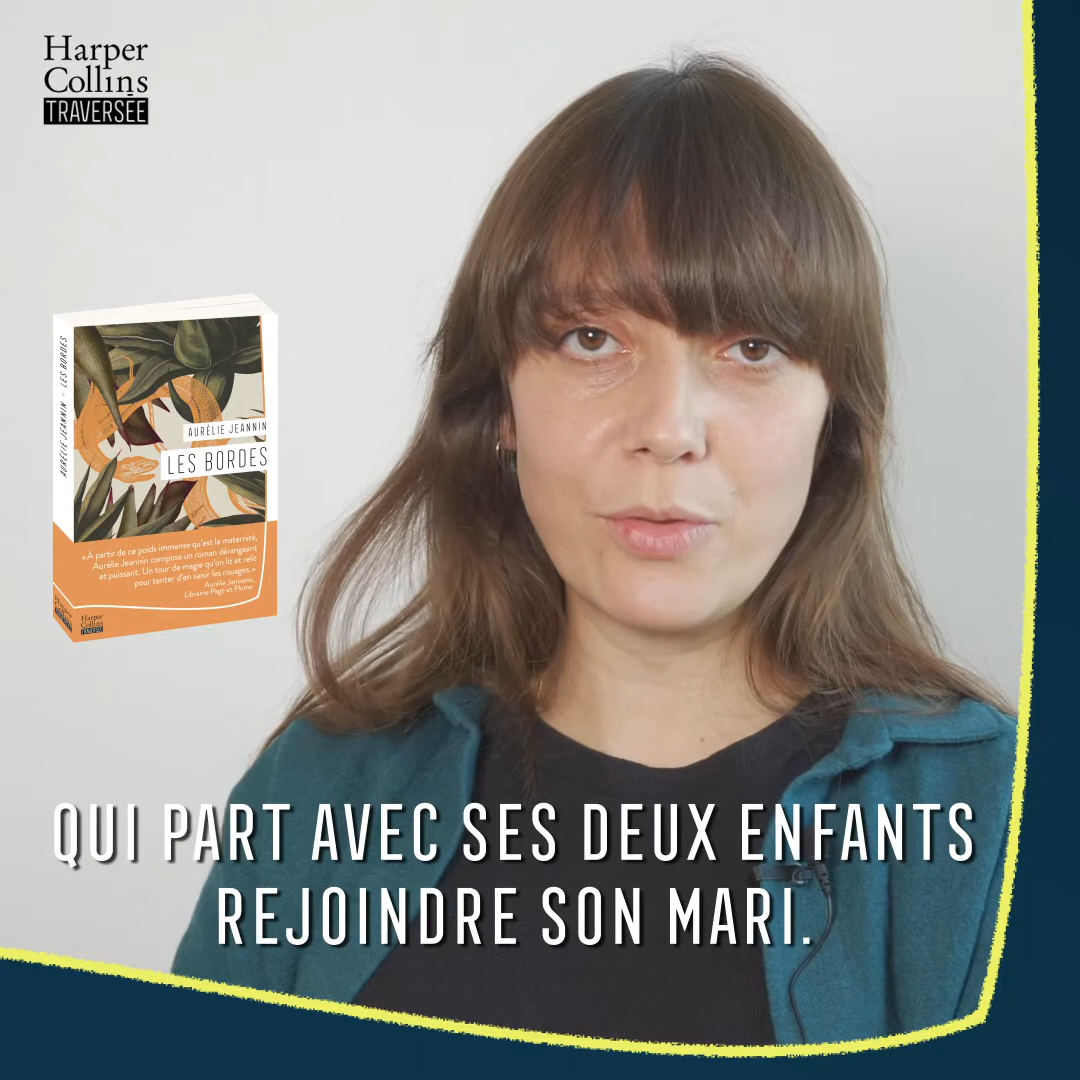 Harper
Collins
TRAVERSÉE
AURÉLIE JEANNIN - LES BORDES
AURÉLIE JEANNIN
LES BORDES
« À partir de ce poids immense qu'est la maternité,
Aurélie Jeannin compose un roman dérangeant
et puissant. Un tour de magie qu'on lit et relit
pour tenter d'en saisir les rouages. »
Aurélie Janssens,
Librairie Page et Plume
Harper
Collins
TRAVERSÉE
QUI PART AVEC SES DEUX ENFANTS
REJOINDRE SON MARI.